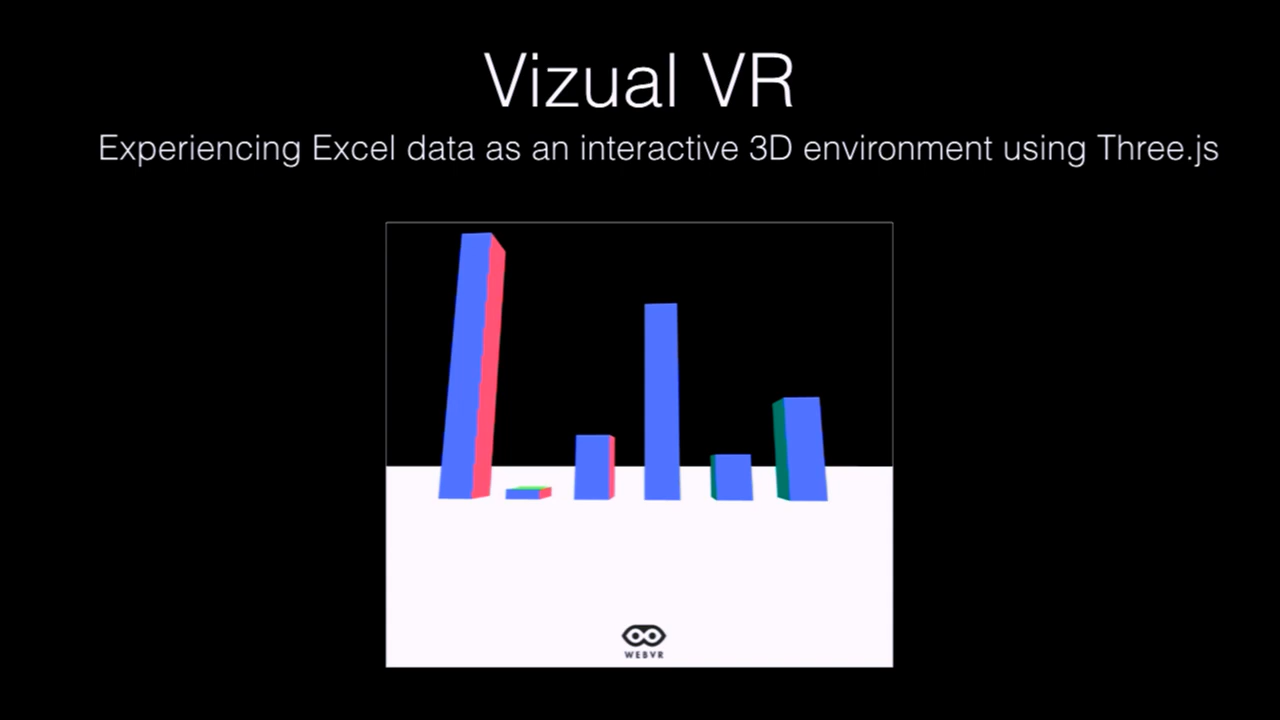 Vizual VR
Experiencing Excel data as an interactive 3D environment using Three.js
WEBVR